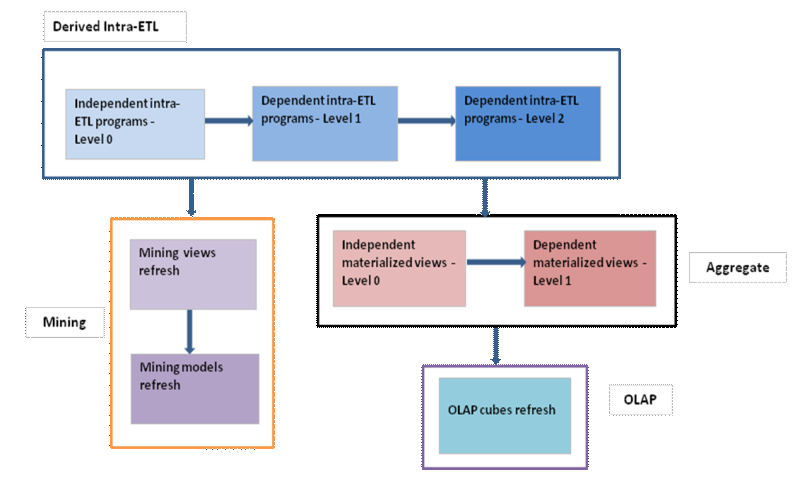 Derived Intra-ETL
Independent intra-
ETL programs -
Level 0
Dependent intra-ETL
programs - Level 1
Dependent intra-ETL
programs - Level 2
Mining views
refresh
Mining models
refresh
Mining
Independent
materialized views -
Level 0
Dependent
materialized views -
Level 1
Aggregate
OLAP cubes refresh
OLAP